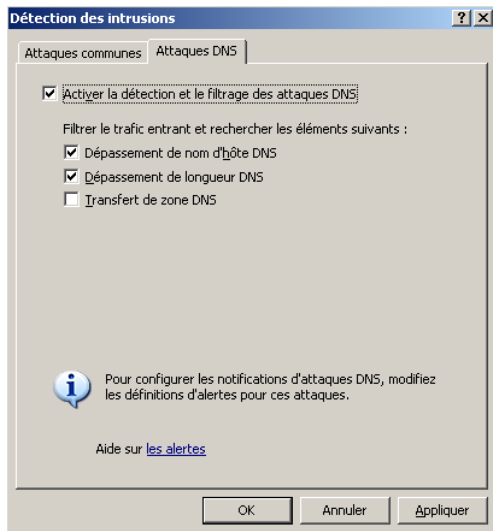 Détection des intrusions
Attaques communes Attaques DNS
Activer la détection et le filtrage des attaques DNS
Filtrer le trafic entrant et rechercher les éléments suivants :
Dépassement de nom d'hôte DNS
Dépassement de longueur DNS
Transfert de zone DNS
Pour configurer les notifications d'attaques DNS, modifiez
les définitions d'alertes pour ces attaques.
Aide sur les alertes
OK Annuler Appliquer